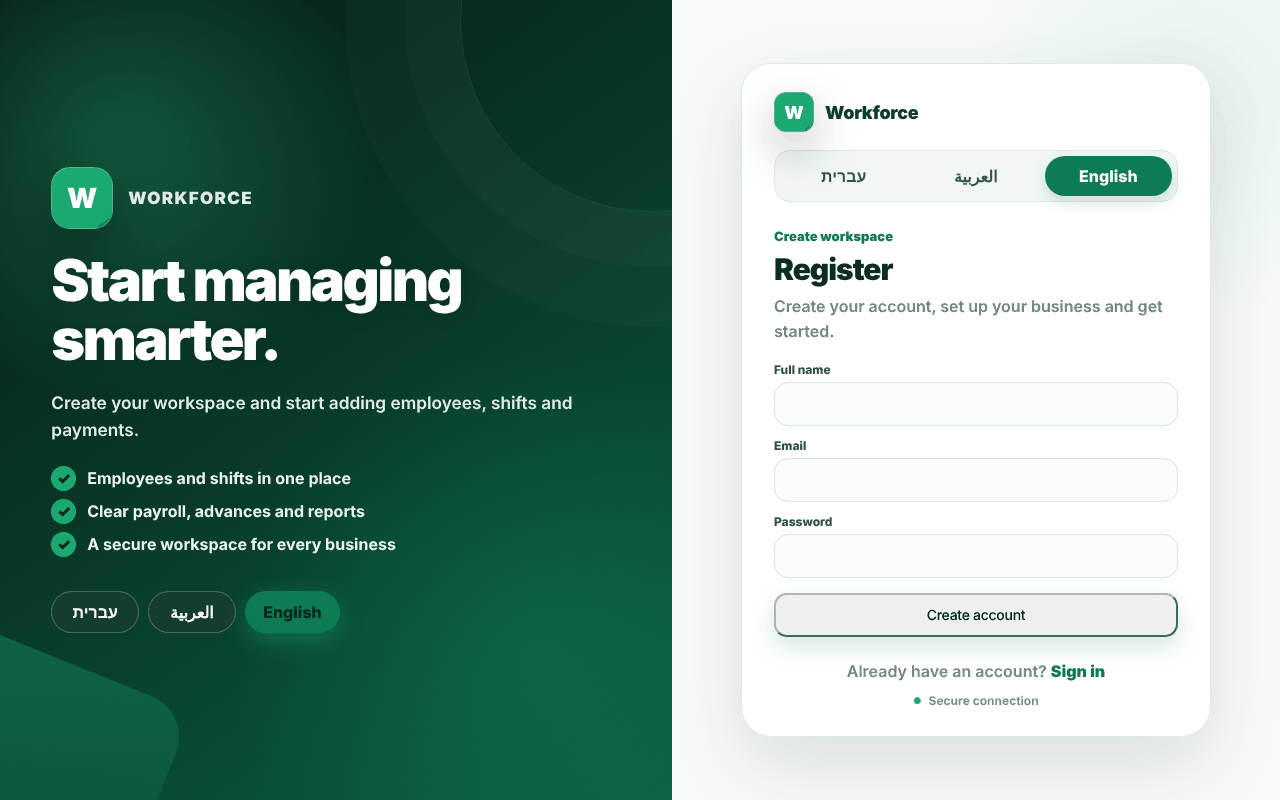 W WORKFORCE
Start managing
smarter.
Create your workspace and start adding employees, shifts and
payments.
Employees and shifts in one place
Clear payroll, advances and reports
A secure workspace for every business
עברית العربية English
W Workforce
עברית العربية English
Create workspace
Register
Create your account, set up your business and get
started.
Full name
Email
Password
Create account
Already have an account? Sign in
Secure connection